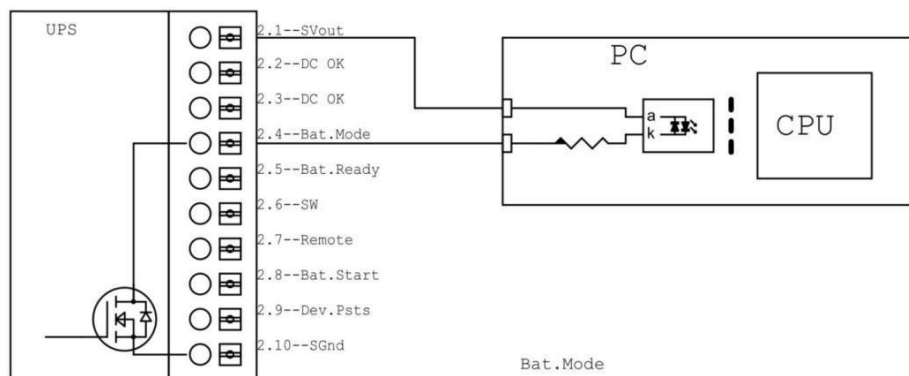 UPS
2.1--SVout
2.2--DC OK
2.3--DC OK
2.4--Bat.Mode
2.5--Bat.Ready
2.6--SW
2.7--Remote
2.8--Bat.Start
2.9--Dev.Psts
2.10--SGnd
PC
a
k
CPU
Bat.Mode